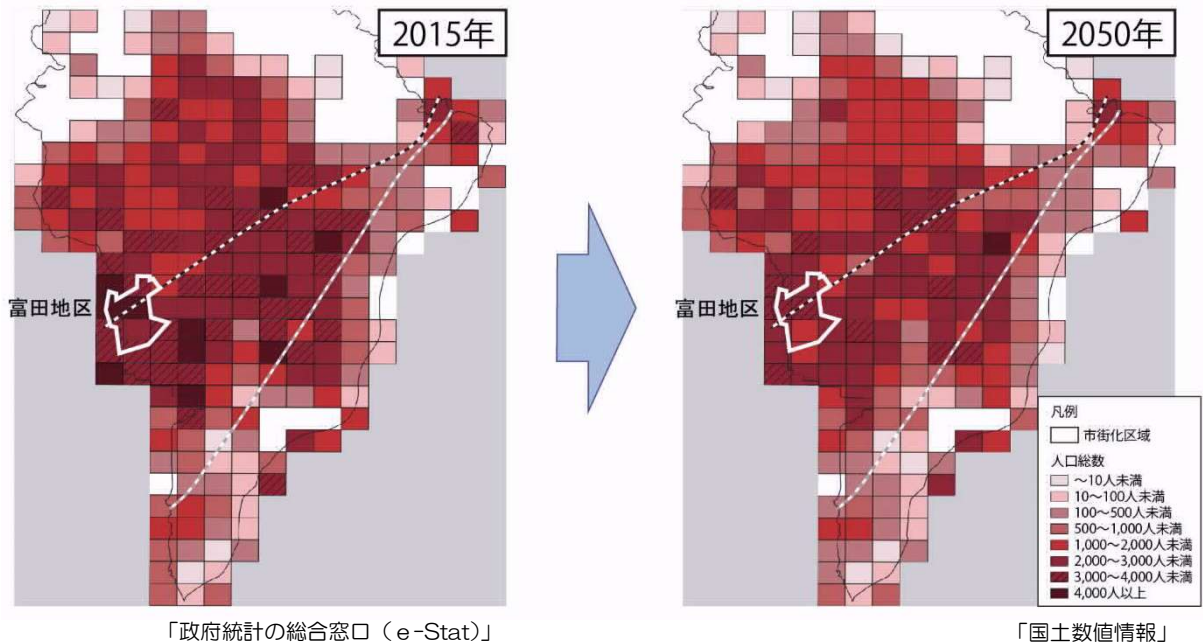 2015年
2050年
富田地区
富田地区
凡例
市街化区域
人口総数
～10人未満
10～100人未満
100～500人未満
500～1,000人未満
1,000～2,000人未満
2,000～3,000人未満
3,000～4,000人未満
4,000人以上
「政府統計の総合窓口（e-Stat）」
「国土数値情報」